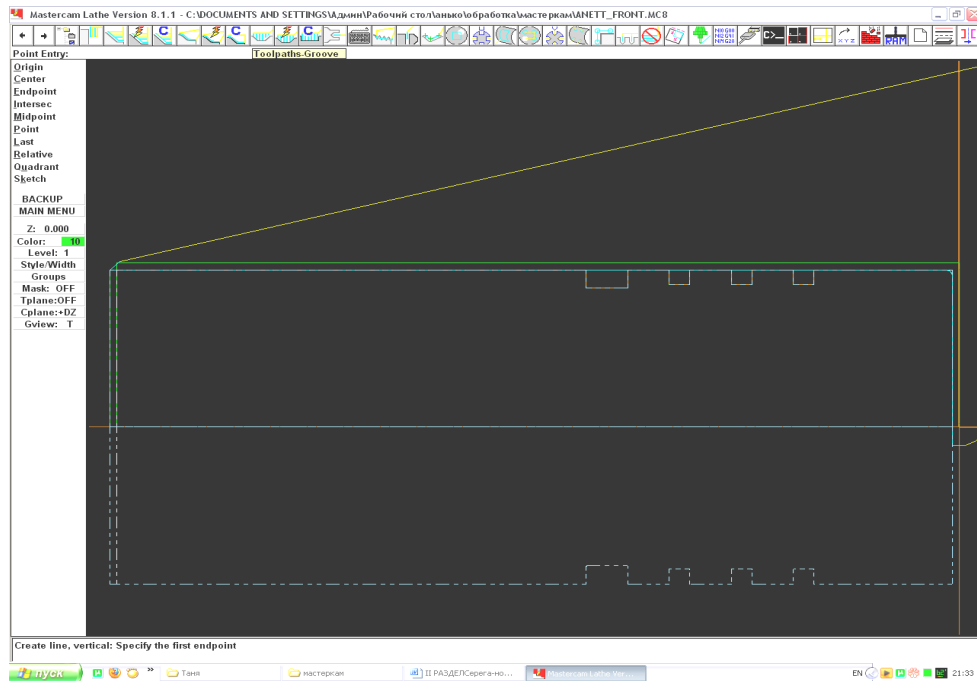 Mastercam Lathe Version 8.1.1 - C:\DOCUMENTS AND SETTINGS\Админ\Рабочий стол\анько\обработка\мастеркам\ANETT_FRONT.MC8
Point Entry:
Toolpaths-Groove
Origin
Center
Endpoint
Intersec
Midpoint
Point
Last
Relative
Quadrant
Sketch
BACKUP
MAIN MENU
Z: 0.000
Color: 10
Level: 1
Style/Width
Groups
Mask: OFF
Tplane:OFF
Cplane:+DZ
Gview: T
Create line, vertical: Specify the first endpoint
пуск
Таня
мастеркам
II РАЗДЕЛСерега-но...
Mastercam Lathe Ver...
EN
21:33